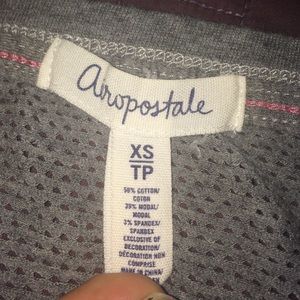 Aéropostale
XS
TP
58% COTTON/
COTON
39% MODAL/
MODAL
3% SPANDEX/
SPANDEX
EXCLUSIVE OF
DECORATION/
DÉCORATION NON
COMPRISE
MADE IN CHINA/